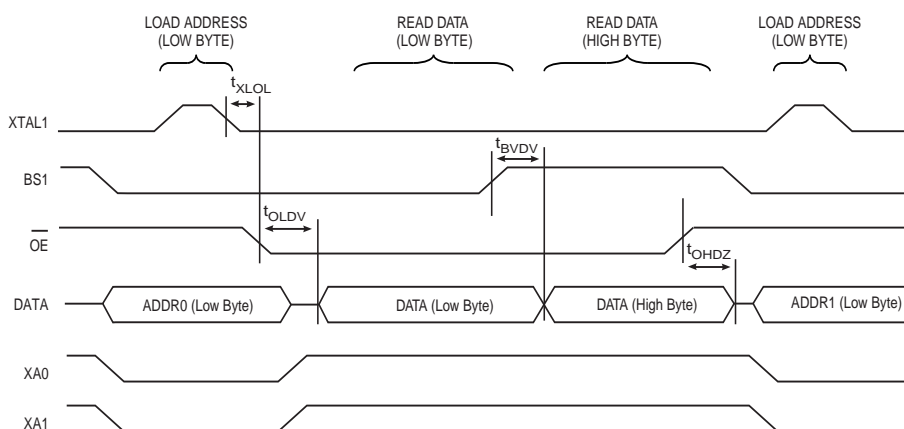 LOAD ADDRESS
(LOW BYTE)
READ DATA
(LOW BYTE)
READ DATA
(HIGH BYTE)
LOAD ADDRESS
(LOW BYTE)
tXLOL
XTAL1
tBVDV
BS1
tOLDV
OE
tOHDZ
DATA
ADDR0 (Low Byte)
DATA (Low Byte)
DATA (High Byte)
ADDR1 (Low Byte)
XA0
XA1